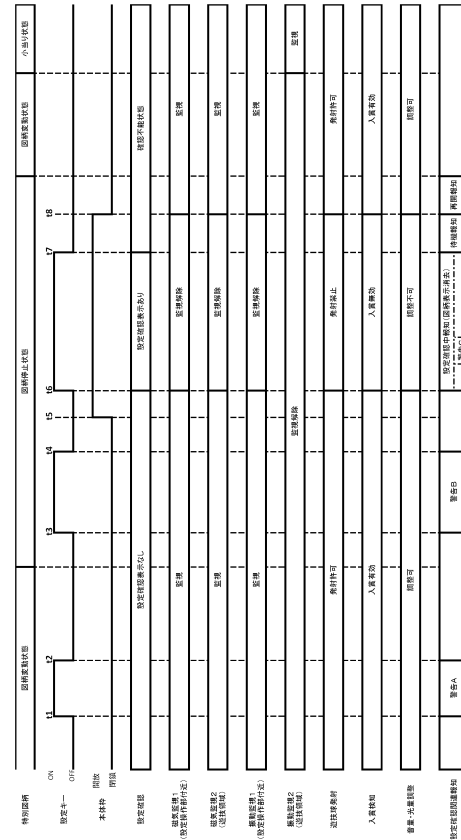 特別図柄
図柄変動状態
図柄停止状態
図柄変動状態
小当り状態
設定キー
ON
OFF
t1
t2
t3
t4
t5
t6
t7
t8
本体枠
開放
閉鎖
設定確認
設定確認表示なし
設定確認表示あり
確認不能状態
磁気監視1
(設定操作部付近)
監視
監視解除
監視
磁気監視2
(遊技領域)
監視
監視解除
監視
振動監視1
(設定操作部付近)
監視
監視解除
監視
振動監視2
(遊技領域)
監視解除
監視
遊技球発射
発射許可
発射禁止
発射許可
入賞検知
入賞有効
入賞無効
入賞有効
音量・光量調整
調整可
調整不可
調整可
設定確認関連報知
警告A
警告B
設定確認中報知(図柄表示消去)
待機報知
再開報知